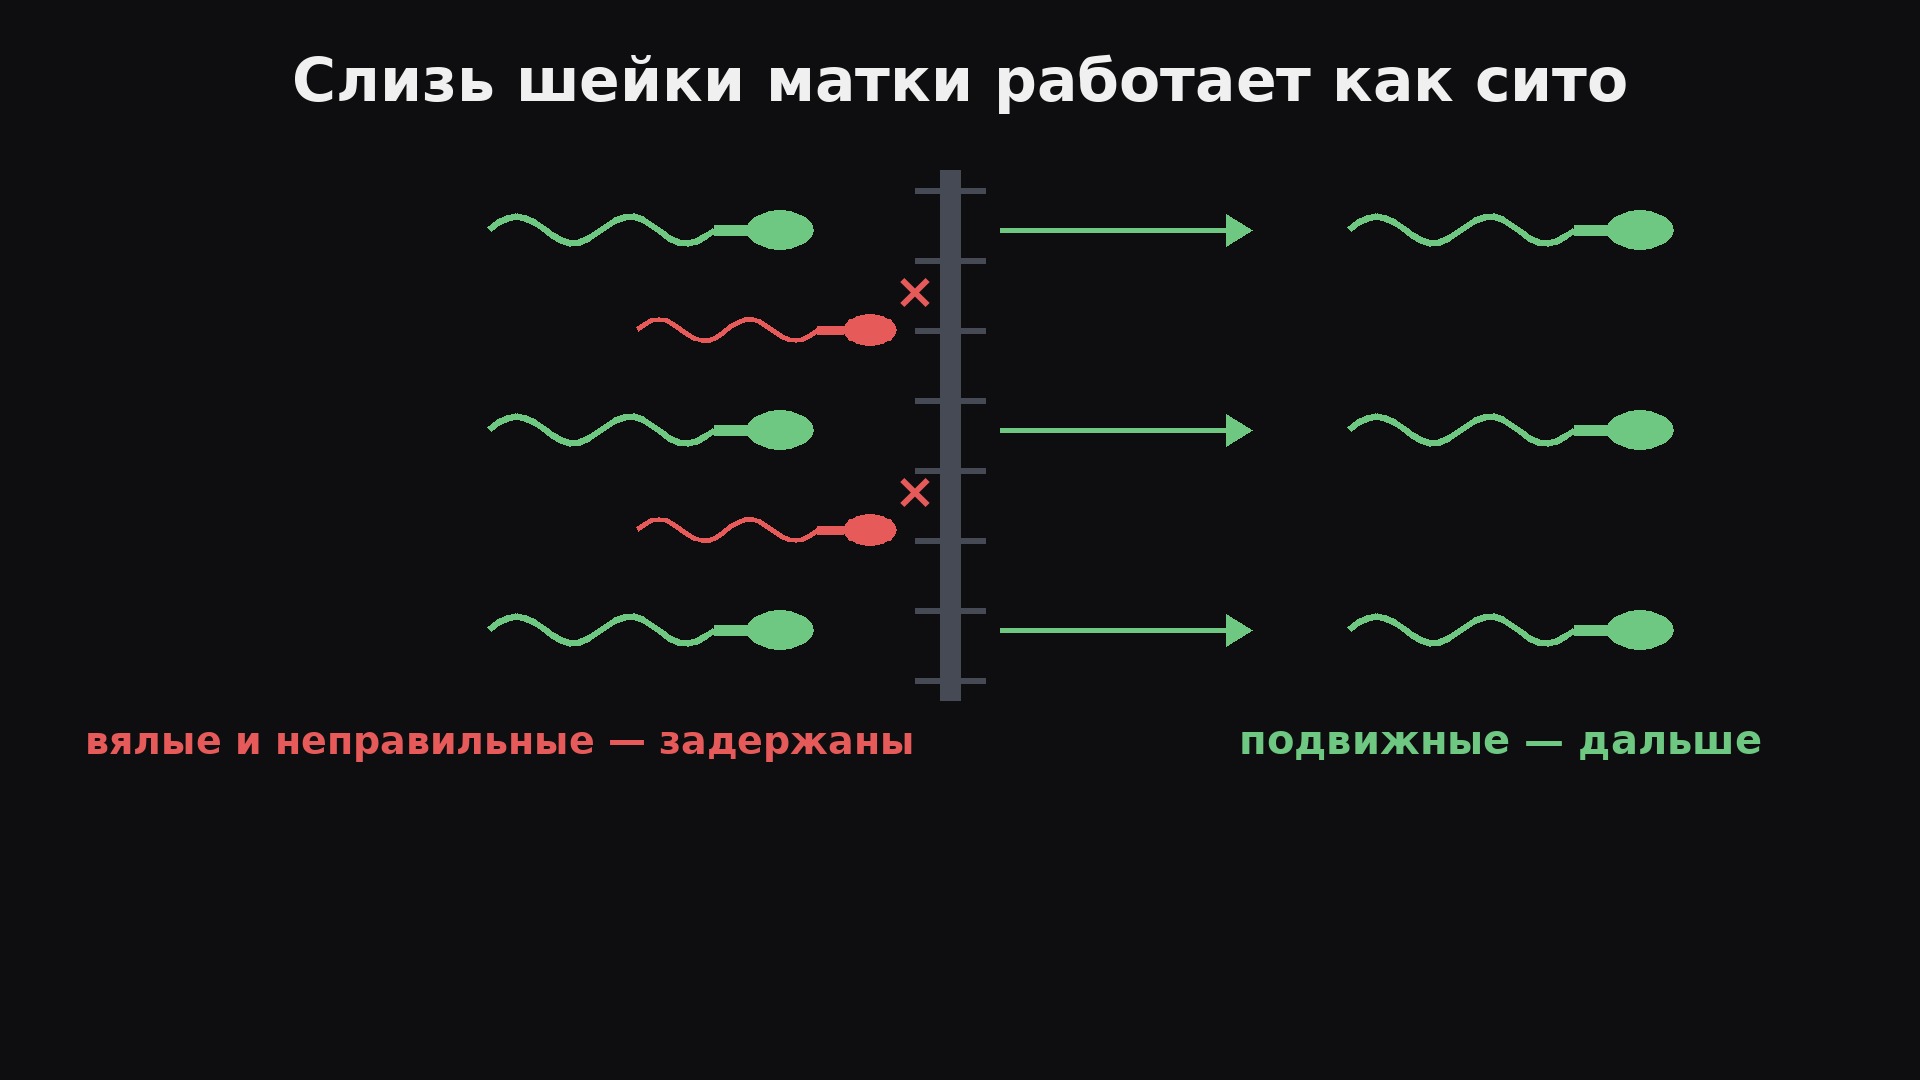 Слизь шейки матки работает как сито
вялые и неправильные — задержаны
подвижные — дальше